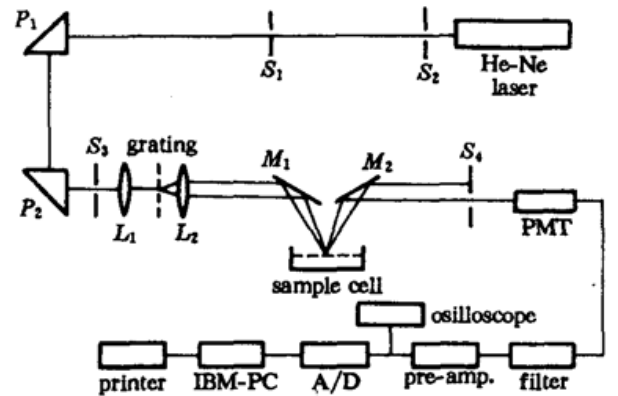 P1
S1
S2
He-Ne
laser
S3
grating
M1
M2
S4
P2
L1
L2
PMT
sample cell
osilloscope
printer
IBM-PC
A/D
pre-amp.
filter